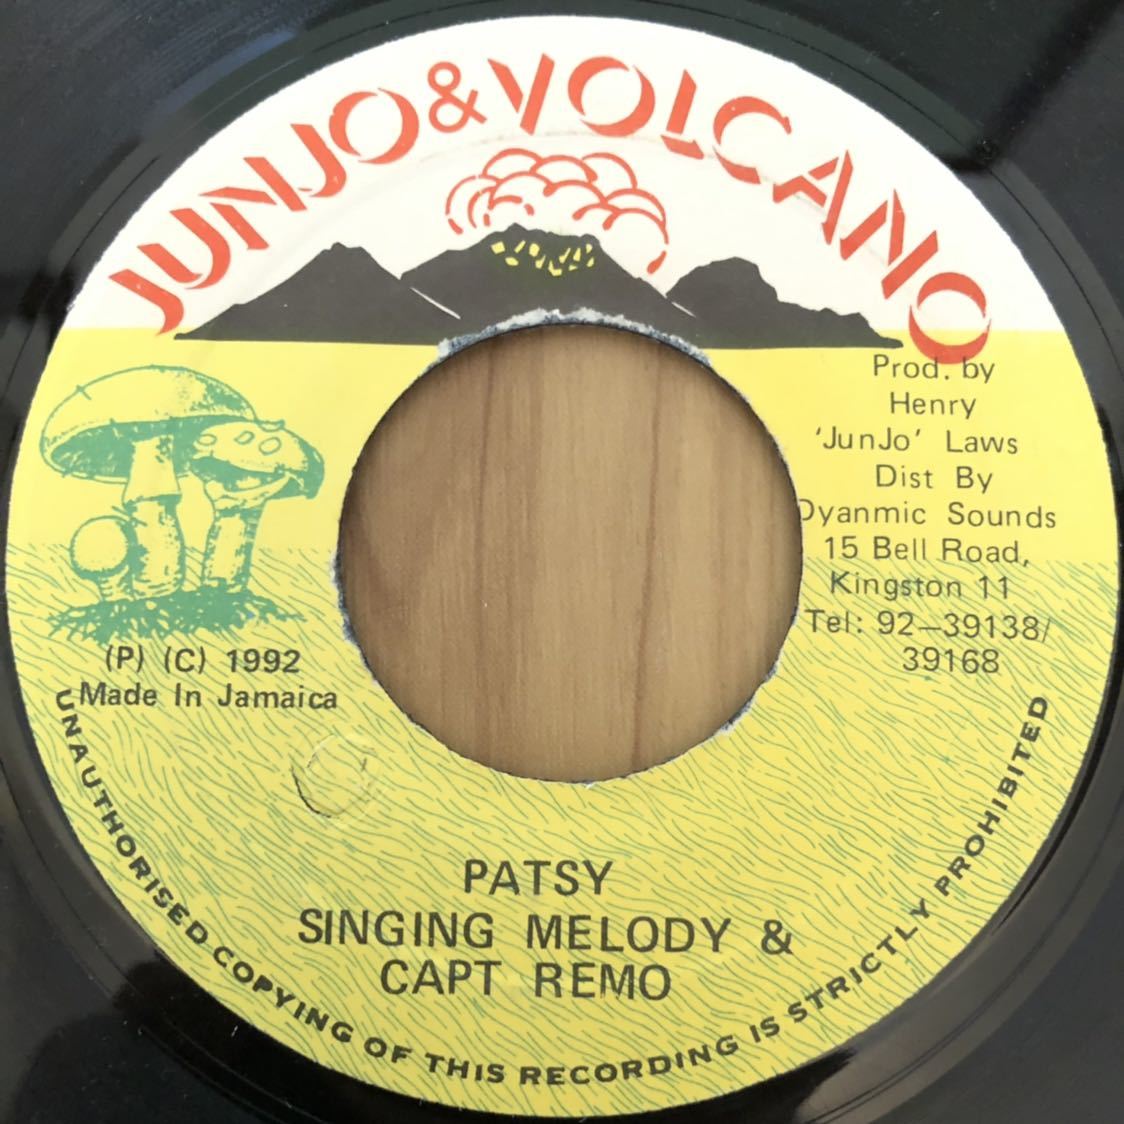 JUNJO & VOLCANO
Prod. by
Henry
'JunJo' Laws
Dist By
Dyanmic Sounds
15 Bell Road,
Kingston 11
Tel: 92-39138/
39168
(P) (C) 1992
Made In Jamaica
PATSY
SINGING MELODY &
CAPT REMO
UNAUTHORISED COPYING OF THIS RECORDING IS STRICTLY PROHIBITED